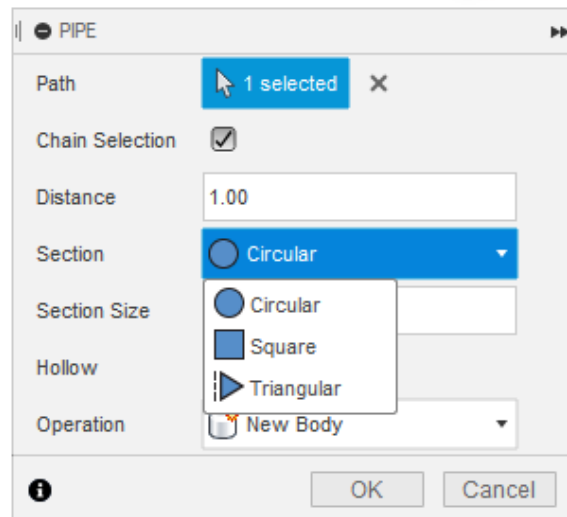 PIPE
Path 1 selected
Chain Selection
Distance 1.00
Section Circular
Circular
Section Size
Square
Hollow
Triangular
Operation New Body
OK Cancel